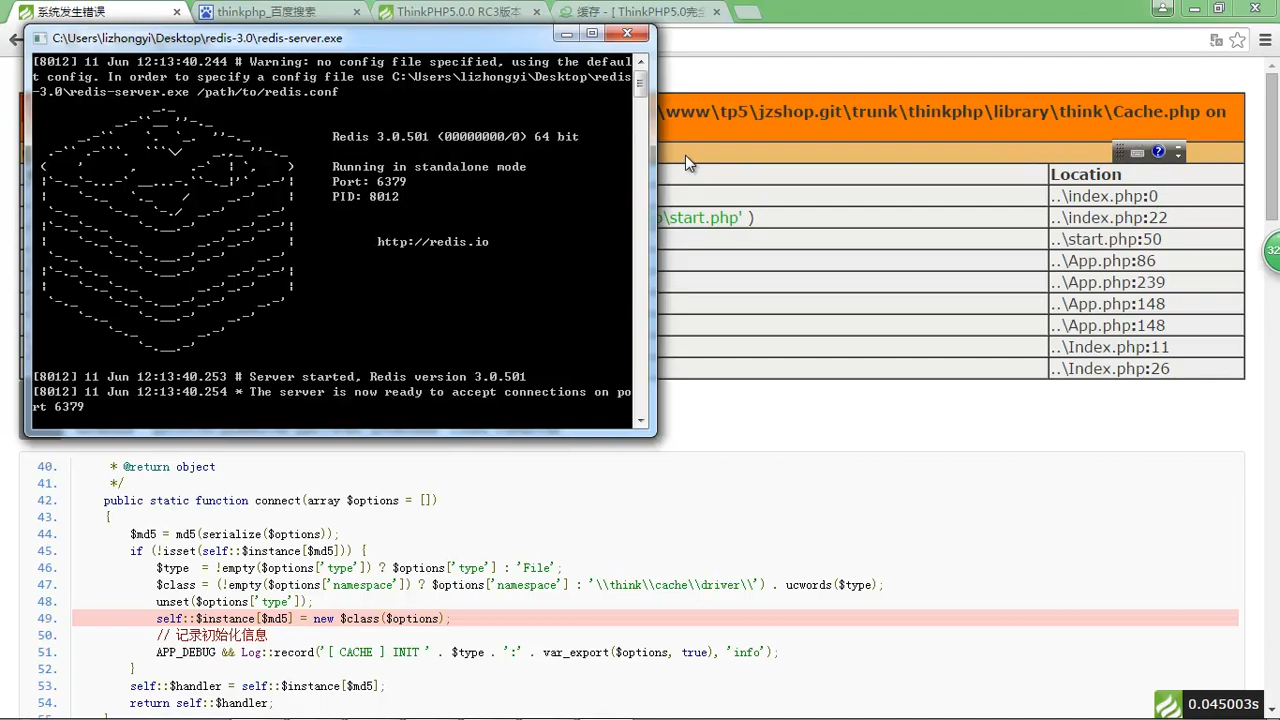 系统发生错误
thinkphp_百度搜索
ThinkPHP5.0.0 RC3版本
缓存 - [ ThinkPHP5.0完
C:\Users\lizhongyi\Desktop\redis-3.0\redis-server.exe
[8012] 11 Jun 12:13:40.244 # Warning: no config file specified, using the defaul
t config. In order to specify a config file use C:\Users\lizhongyi\Desktop\redis
-3.0\redis-server.exe /path/to/redis.conf
Redis 3.0.501 (00000000/0) 64 bit
Running in standalone mode
Port: 6379
PID: 8012
http://redis.io
[8012] 11 Jun 12:13:40.253 # Server started, Redis version 3.0.501
[8012] 11 Jun 12:13:40.254 * The server is now ready to accept connections on po
rt 6379
\www\tp5\jzshop.git\trunk\thinkphp\library\think\Cache.php on
Location
..\index.php:0
\start.php' )
..\index.php:22
..\start.php:50
..\App.php:86
..\App.php:239
..\App.php:148
..\App.php:148
..\Index.php:11
..\Index.php:26
32
40. * @return object
41. */
42. public static function connect(array $options = [])
43. {
44. $md5 = md5(serialize($options));
45. if (!isset(self::$instance[$md5])) {
46. $type = !empty($options['type']) ? $options['type'] : 'File';
47. $class = (!empty($options['namespace']) ? $options['namespace'] : '\\think\\cache\\driver\\') . ucwords($type);
48. unset($options['type']);
49. self::$instance[$md5] = new $class($options);
50. // 记录初始化信息
51. APP_DEBUG && Log::record('[ CACHE ] INIT ' . $type . ':' . var_export($options, true), 'info');
52. }
53. self::$handler = self::$instance[$md5];
54. return self::$handler;
0.045003s